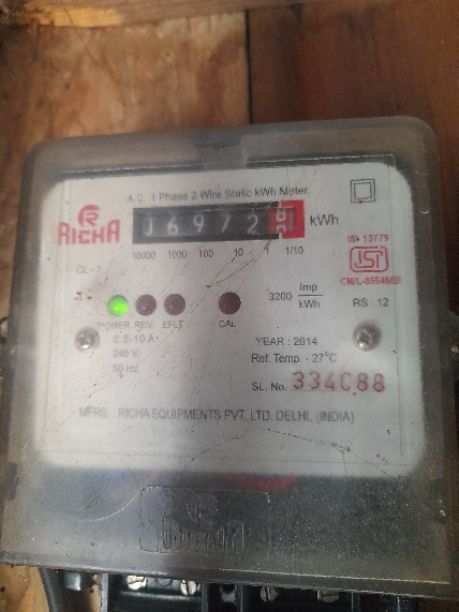 A.C. 1 Phase 2 Wire Static kWh Meter.
RICHA
16972 kWh
10000 1000 100 10 1 1/10
IS: 13779
ISI
CL-1
3200 Imp/kWh
RS : 12
POWER REV. EFLT CAL
2.5-10 A
240 V
50 Hz
YEAR : 2014
Ref. Temp. - 27°C
SL. No.
MFRS. : RICHA EQUIPMENTS PVT. LTD. DELHI, (INDIA)